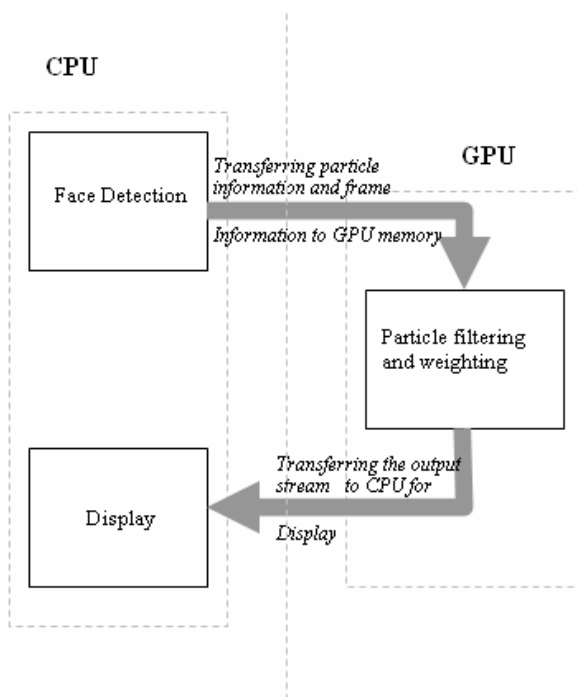 CPU
GPU
Face Detection
Transferring particle
information and frame
Information to GPU memory
Particle filtering
and weighting
Transferring the output
stream to CPU for
Display
Display